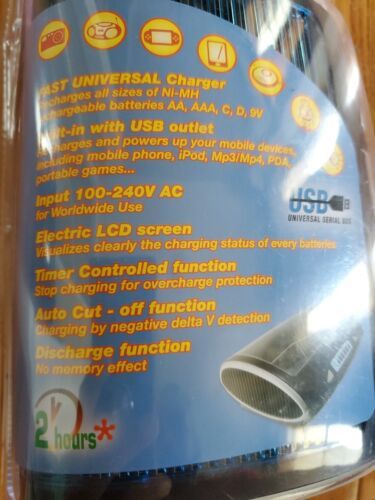 FAST UNIVERSAL Charger
Recharges all sizes of Ni-MH
rechargeable batteries AA, AAA, C, D, 9V
Built-in with USB outlet
Recharges and powers up your mobile devices,
including mobile phone, iPod, Mp3/Mp4, PDA,
portable games...
Input 100-240V AC
for Worldwide Use
USB
UNIVERSAL SERIAL BUS
Electric LCD screen
Visualizes clearly the charging status of every batteries
Timer Controlled function
Stop charging for overcharge protection
Auto Cut - off function
Charging by negative delta V detection
Discharge function
No memory effect
2 hours*